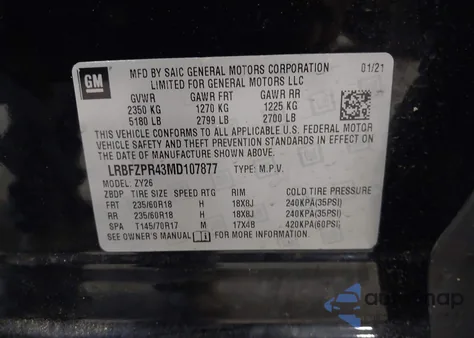 GM
MFD BY SAIC GENERAL MOTORS CORPORATION 01/21
LIMITED FOR GENERAL MOTORS LLC
GVWR GAWR FRT GAWR RR
2350 KG 1270 KG 1225 KG
5180 LB 2799 LB 2700 LB
THIS VEHICLE CONFORMS TO ALL APPLICABLE U.S. FEDERAL MOTOR
VEHICLE SAFETY AND THEFT PREVENTION STANDARDS IN EFFECT ON
THE DATE OF MANUFACTURE SHOWN ABOVE.
LRBFZPR43MD107877 TYPE: M.P.V.
MODEL: ZY26
ZBD TIRE SIZE SPEED RTG RIM COLD TIRE PRESSURE
FRT 235/60R18 H 18X8J 240KPA(35PSI)
RR 235/60R18 H 18X8J 240KPA(35PSI)
SPA T145/70R17 M 17X4B 420KPA(60PSI)
SEE OWNER'S MANUAL FOR MORE INFORMATION.